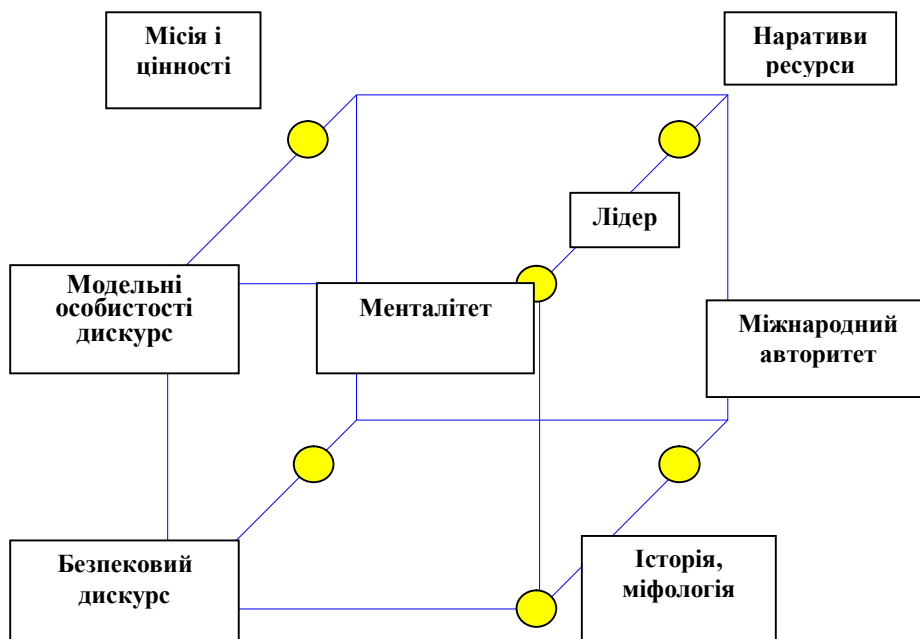 Місія і
цінності
Наративи
ресурси
Лідер
Модельні
особистості
дискурс
Менталітет
Міжнародний
авторитет
Безпековий
дискурс
Історія,
міфологія